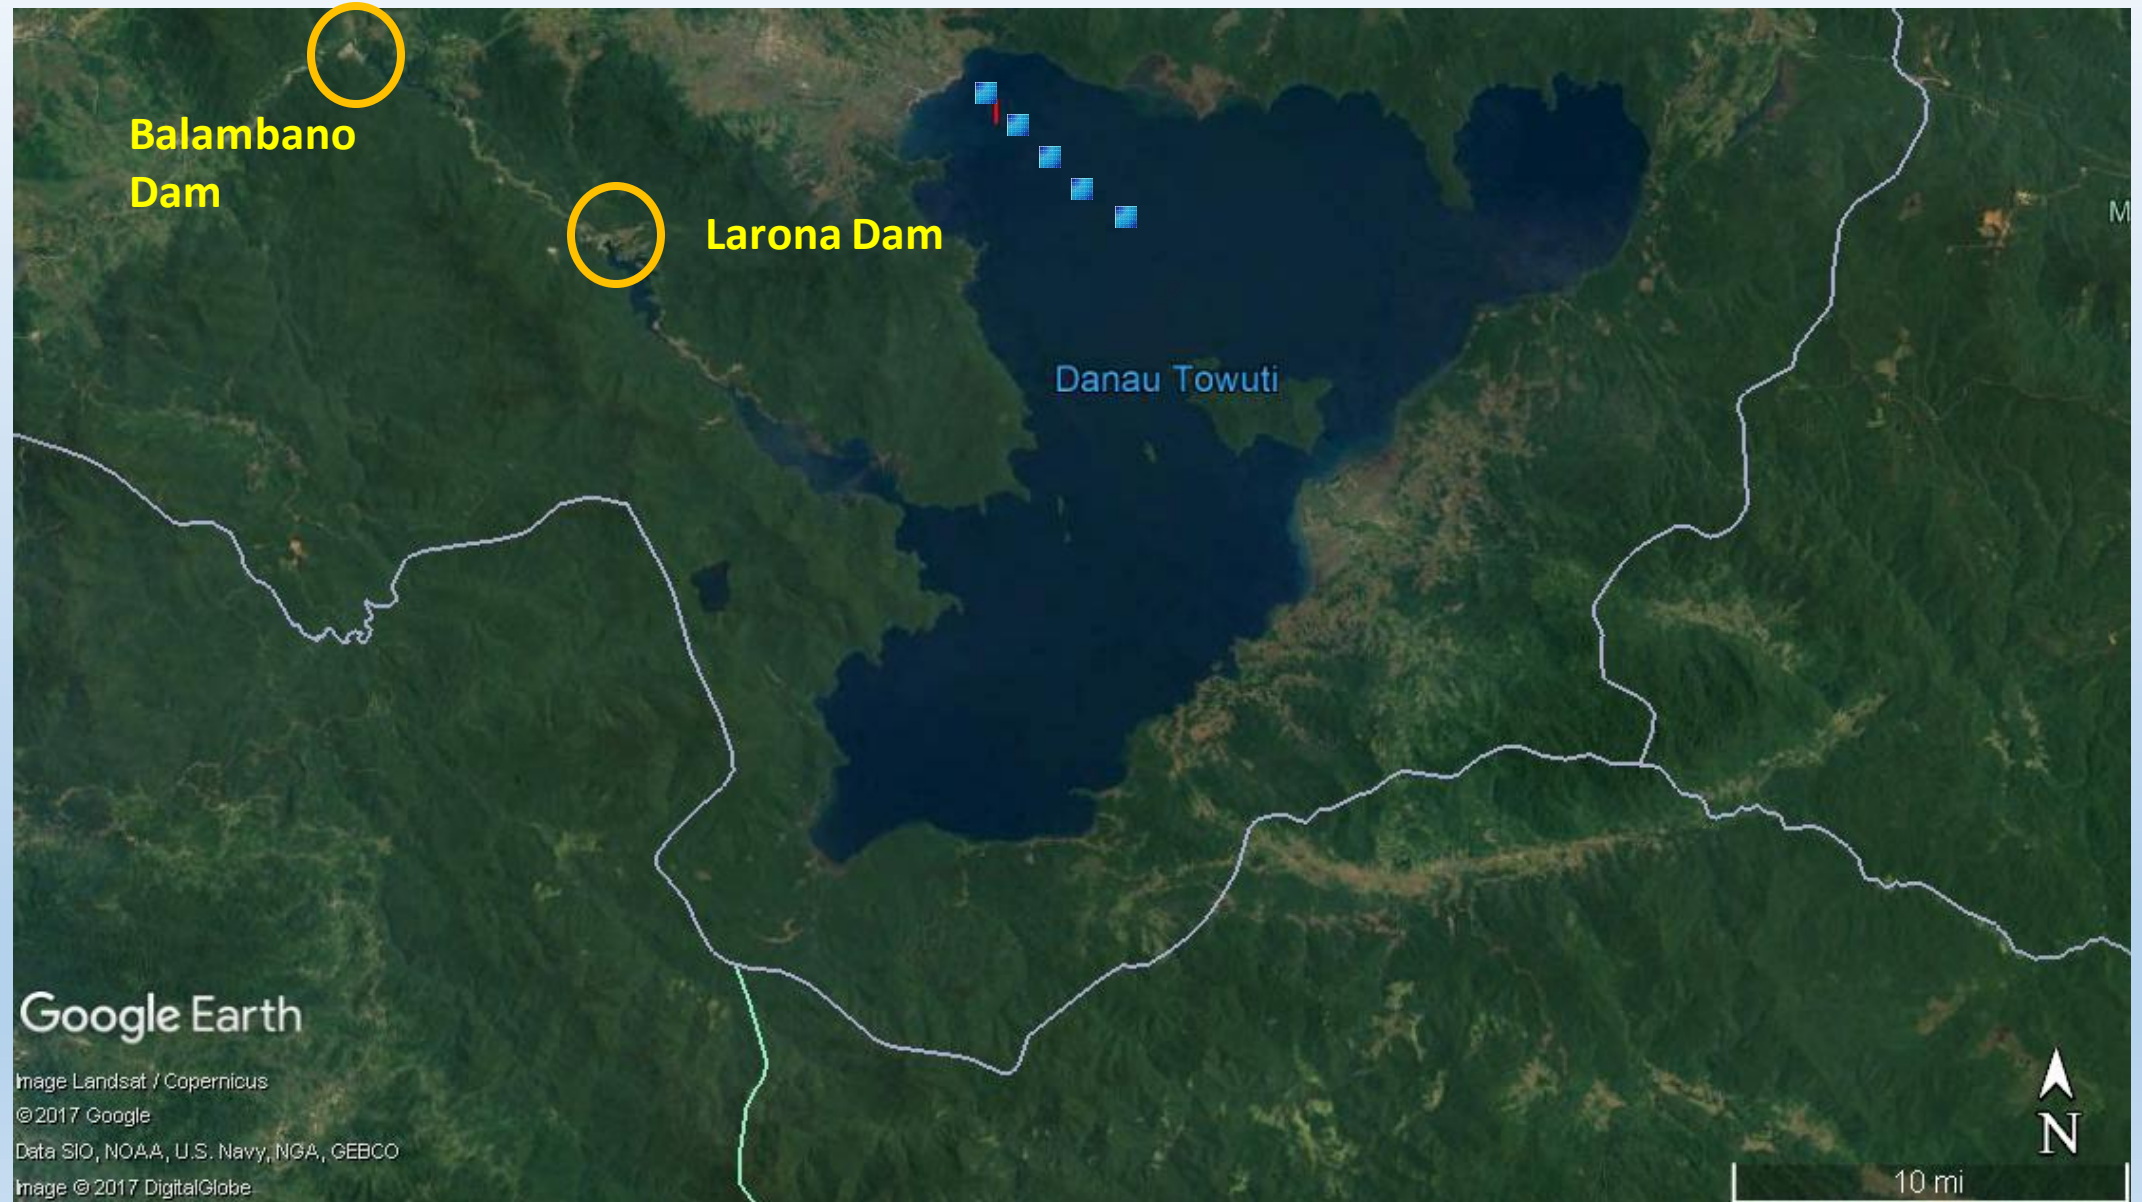 Balambano
Dam
Larona Dam
M
Danau Towuti
Google Earth
Image Landsat / Copernicus
© 2017 Google
Data SIO, NOAA, U.S. Navy, NGA, GEBCO
Image © 2017 DigitalGlobe
N
10 mi